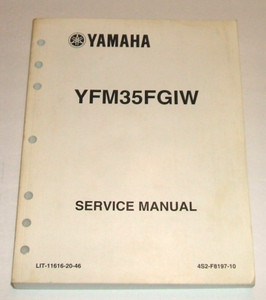 YAMAHA
YFM35FGIW
SERVICE MANUAL
LIT-11616-20-46 4S2-F8197-10